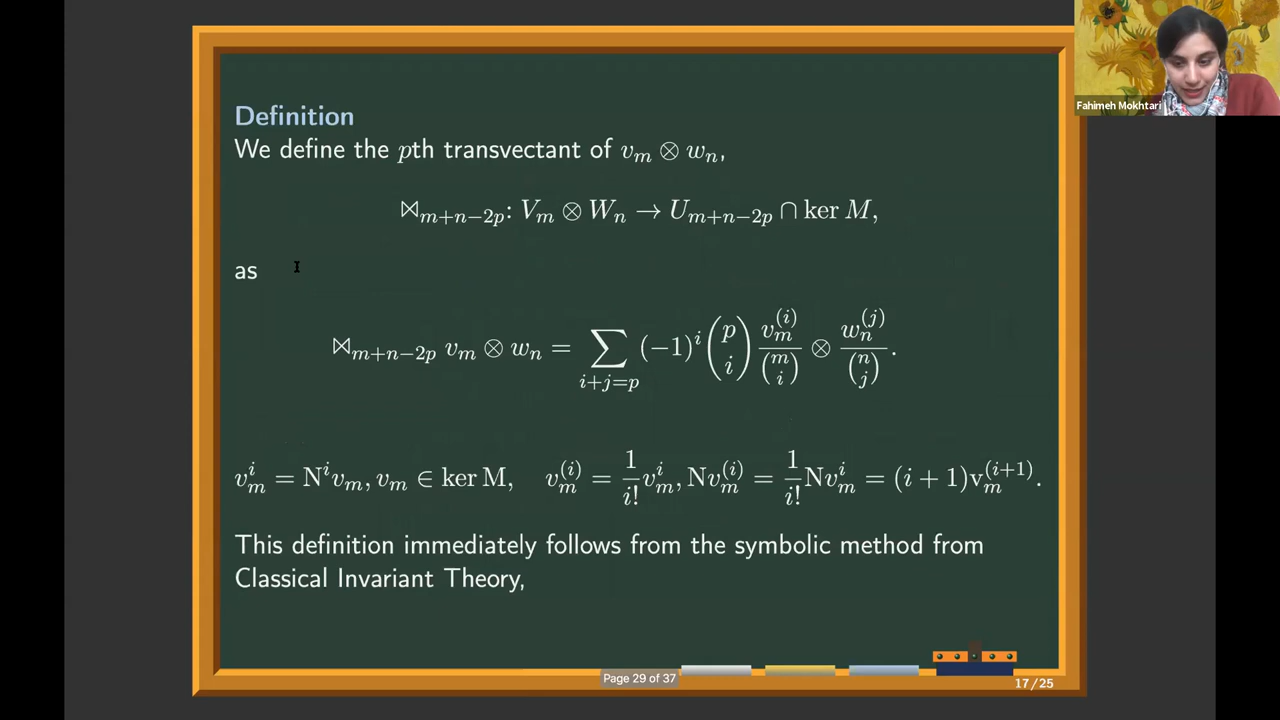 Fahimeh Mokhtari
Definition
We define the pth transvectant of v_m ⊗ w_n,
⋈_{m+n−2p}: V_m ⊗ W_n → U_{m+n−2p} ∩ ker M,
as
⋈_{m+n−2p} v_m ⊗ w_n = \sum_{i+j=p} (−1)^i \binom{p}{i} \frac{v_m^{(i)}}{\binom{m}{i}} ⊗ \frac{w_n^{(j)}}{\binom{n}{j}}.
v_m^i = N^i v_m, v_m ∈ ker M, v_m^{(i)} = \frac{1}{i!} v_m^i, N v_m^{(i)} = \frac{1}{i!} N v_m^i = (i + 1) v_m^{(i+1)}.
This definition immediately follows from the symbolic method from
Classical Invariant Theory,
Page 29 of 37
17/25